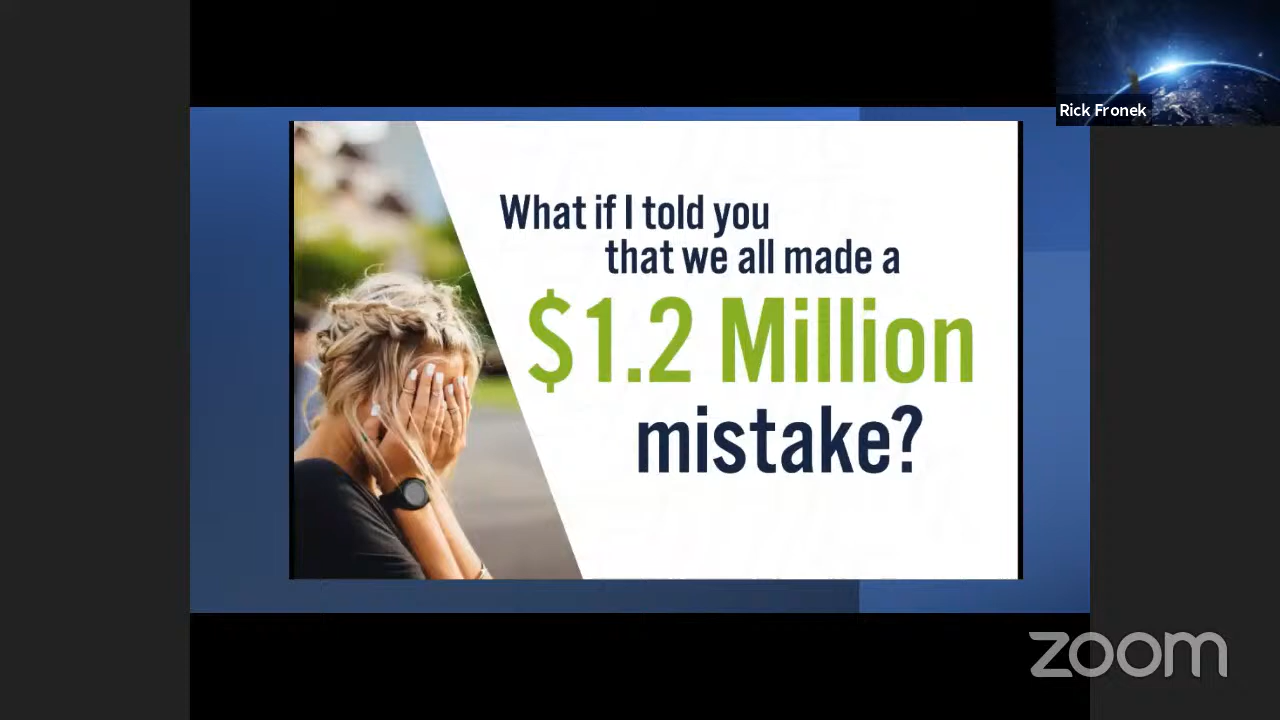 Rick Fronek
What if I told you
that we all made a
$1.2 Million
mistake?
zoom